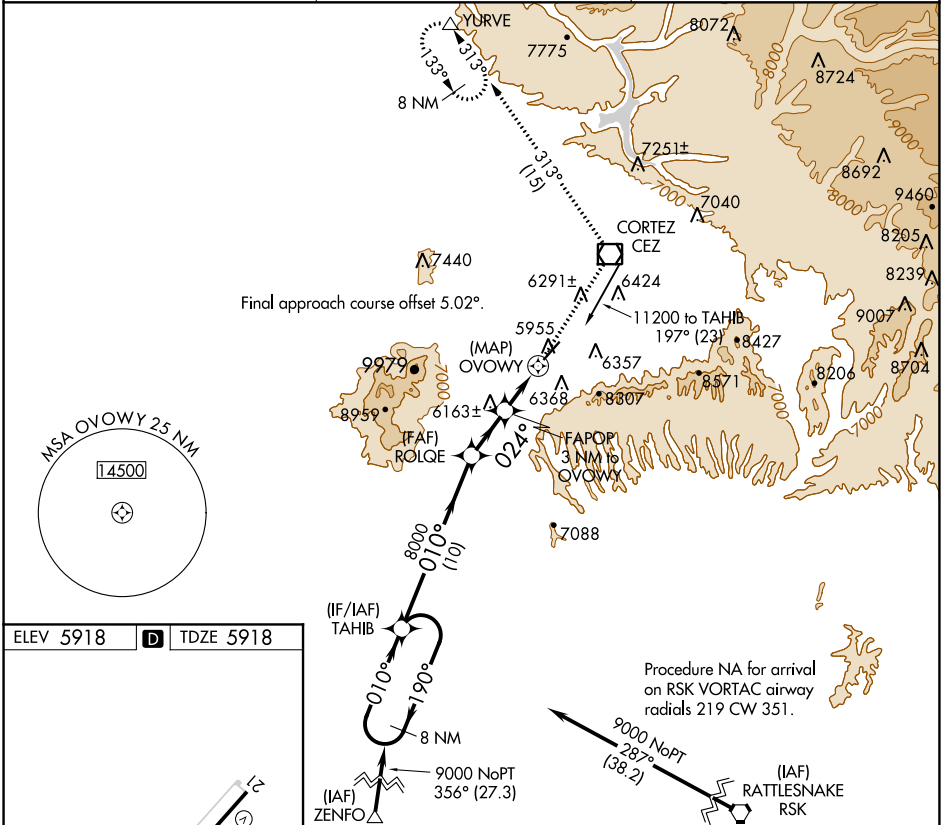 YURVE
313°
133°
8 NM
7775
8072
8000
8724
9000
8692
8000
9460
7251±
7000
7040
8205
313°
(15)
CORTEZ
CEZ
8239
7440
6291±
6424
Final approach course offset 5.02°.
11200 to TAHIB
197° (23)
9007
5955
8427
(MAP)
OVOWY
6357
8704
9979
7000
8571
8206
8959
6163±
6368
8307
(FAF)
ROLQE
024°
FAPOP
3 NM to
OVOWY
MSA OVOWY 25 NM
14500
7088
8000
010°
(10)
(IF/IAF)
TAHIB
ELEV 5918
D
TDZE 5918
010°
190°
Procedure NA for arrival
on RSK VORTAC airway
radials 219 CW 351.
8 NM
9000 NoPT
287°
(38.2)
9000 NoPT
356° (27.3)
(IAF)
ZENFO
(IAF)
RATTLESNAKE
RSK
21
V